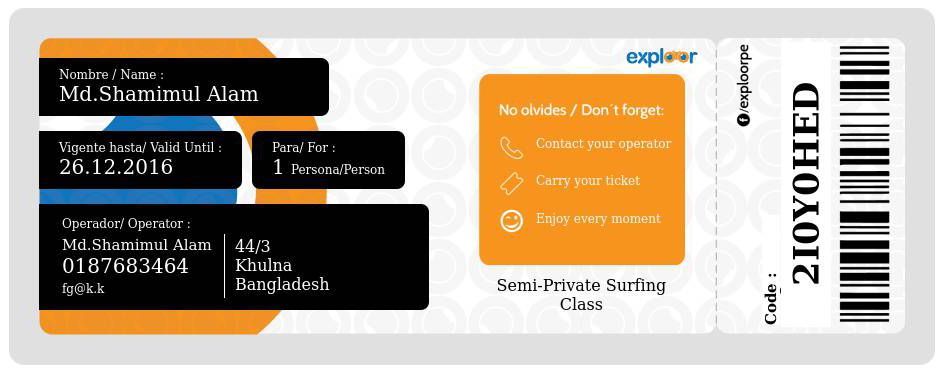 Nombre / Name :
Md.Shamimul Alam
Vigente hasta/ Valid Until :
26.12.2016
Para/ For :
1 Persona/Person
Operador/ Operator :
Md.Shamimul Alam
0187683464
fg@k.k
44/3
Khulna
Bangladesh
exploor
No olvides / Don´t forget:
Contact your operator
Carry your ticket
Enjoy every moment
Semi-Private Surfing
Class
/exploorpe
Code :
2I0Y0HED